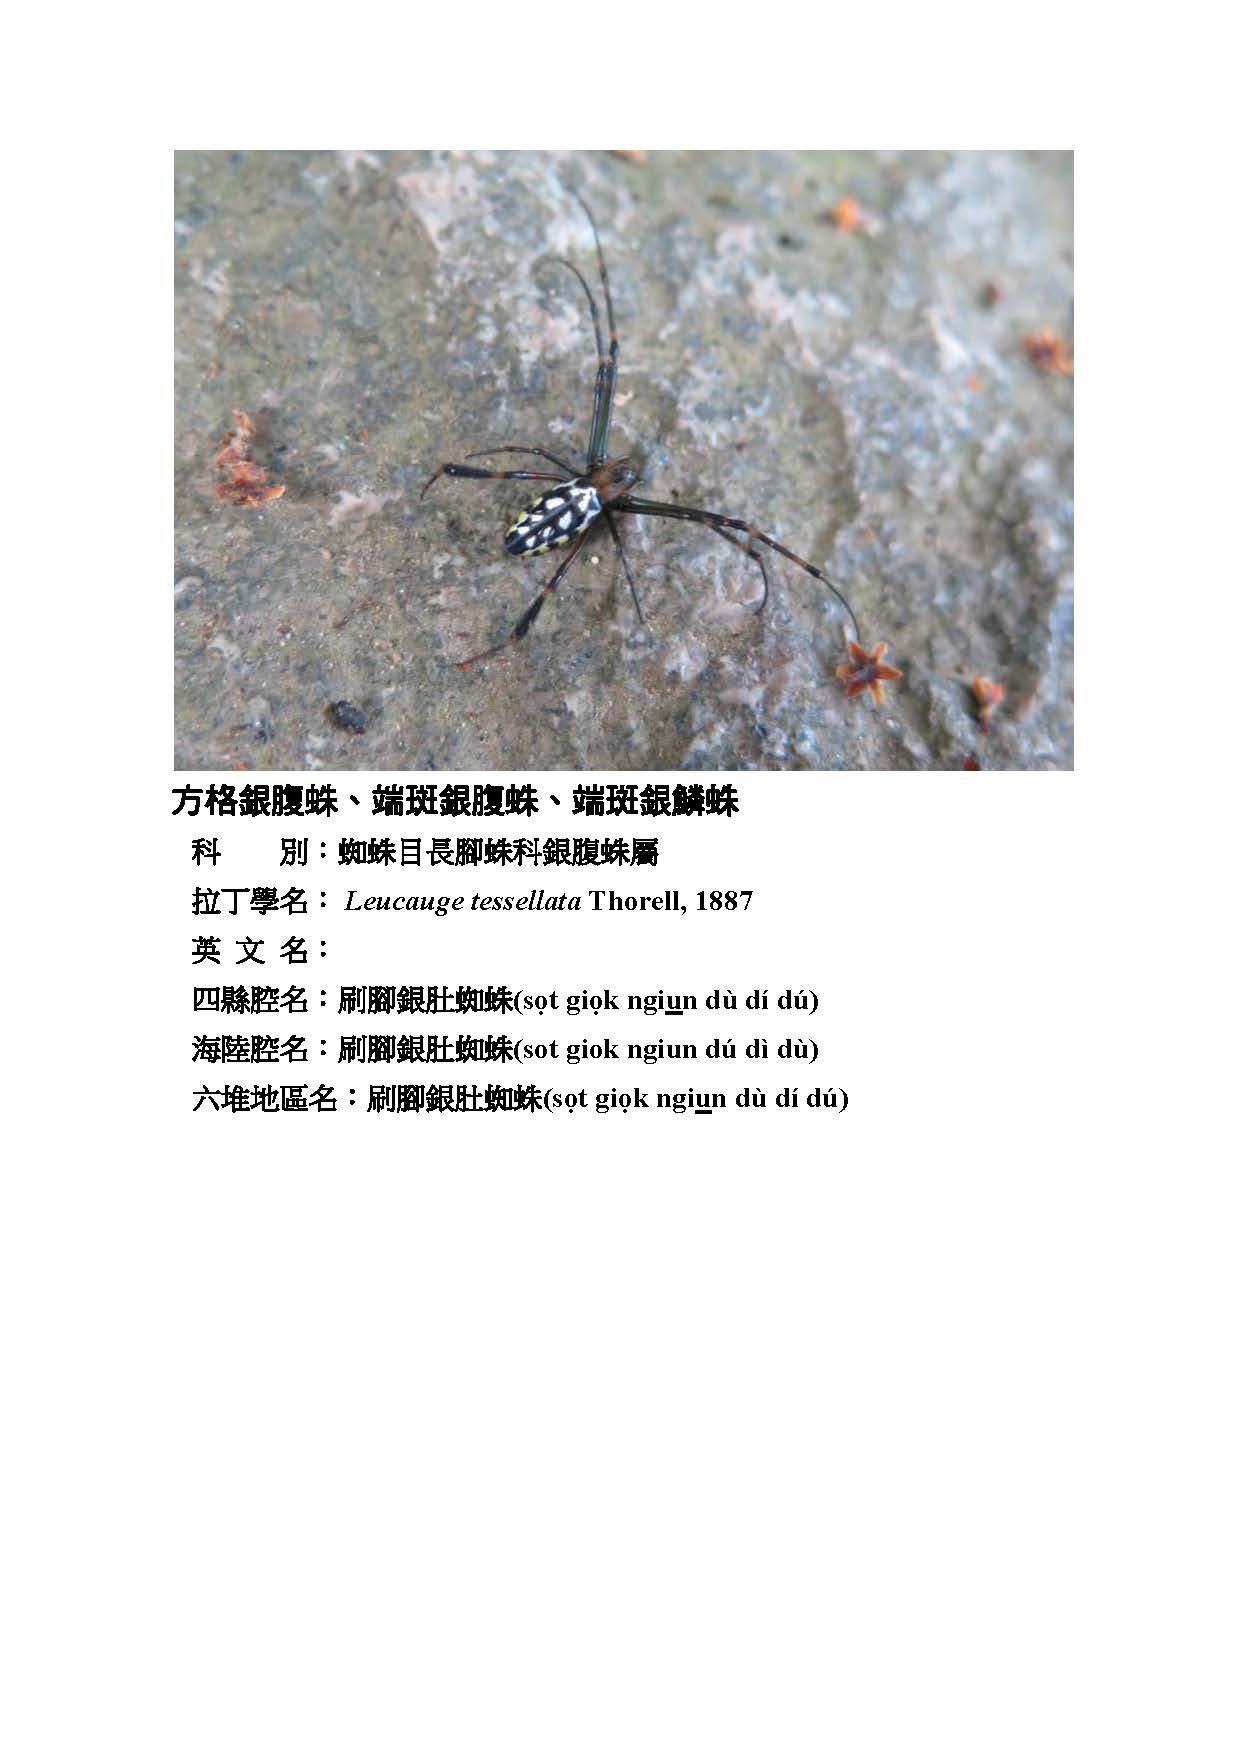 方格銀腹蛛、端斑銀腹蛛、端斑銀鱗蛛
科　　別：蜘蛛目長腳蛛科銀腹蛛屬
拉丁學名： Leucauge tessellata Thorell, 1887
英 文 名：
四縣腔名：刷腳銀肚蜘蛛(sọt giọk ngiu̲n dù dí dú)
海陸腔名：刷腳銀肚蜘蛛(sot giok ngiun dú dì dù)
六堆地區名：刷腳銀肚蜘蛛(sọt giọk ngiu̲n dù dí dú)